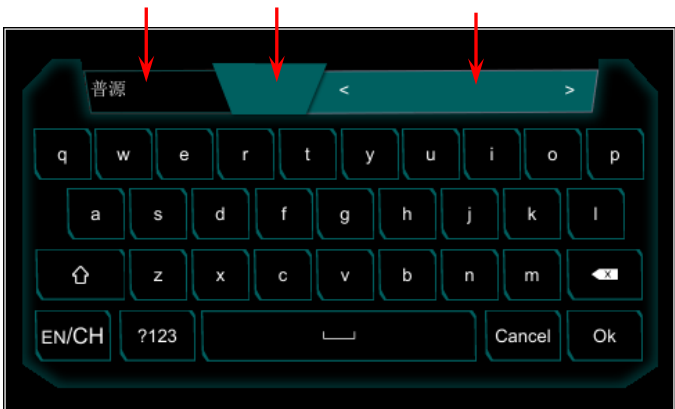 普源 < >
q w e r t y u i o p
a s d f g h j k l
z x c v b n m x
EN/CH ?123 Cancel Ok